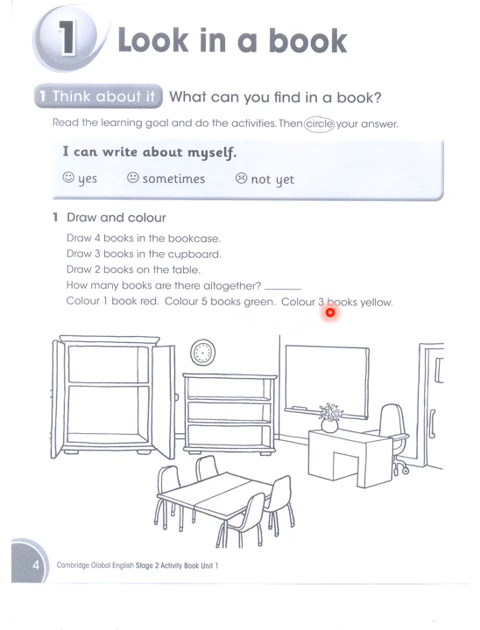 1 Look in a book
1 Think about it What can you find in a book?
Read the learning goal and do the activities. Then circle your answer.
I can write about myself.
yes sometimes not yet
1 Draw and colour
Draw 4 books in the bookcase.
Draw 3 books in the cupboard.
Draw 2 books on the table.
How many books are there altogether? ______
Colour 1 book red. Colour 5 books green. Colour 3 books yellow.
4 Cambridge Global English Stage 2 Activity Book Unit 1